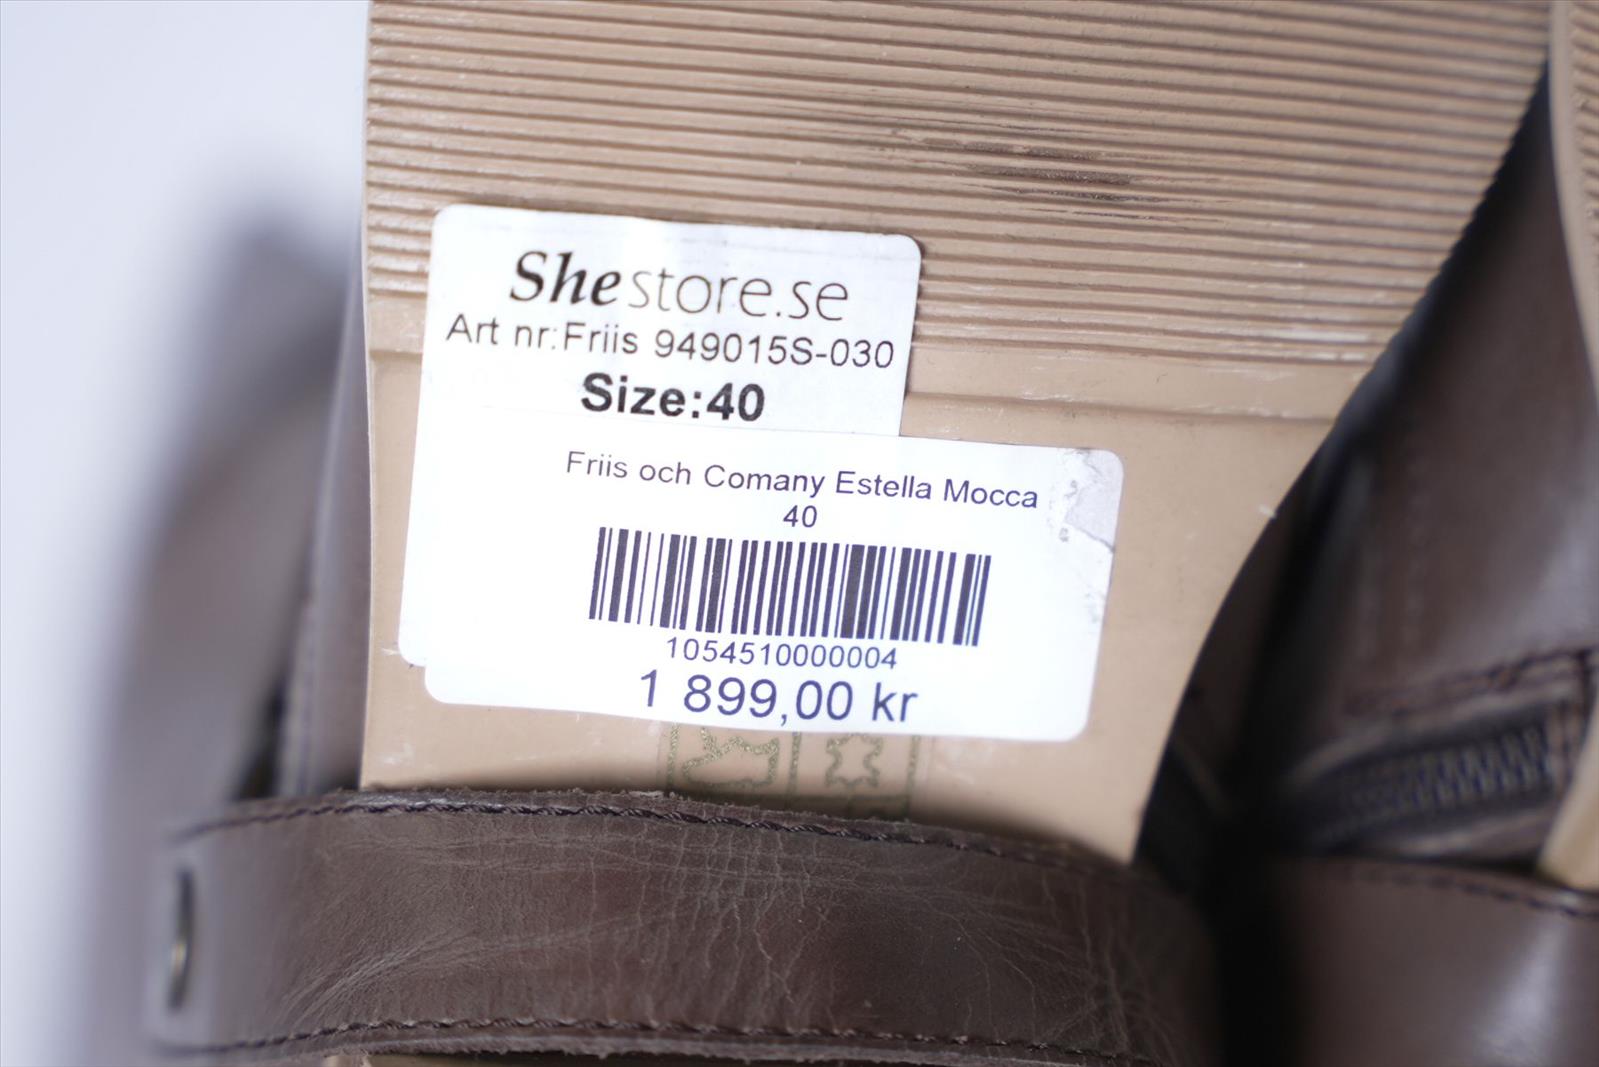 Shestore.se
Art nr:Friis 949015S-030
Size:40
Friis och Comany Estella Mocca
40
1054510000004
1 899,00 kr